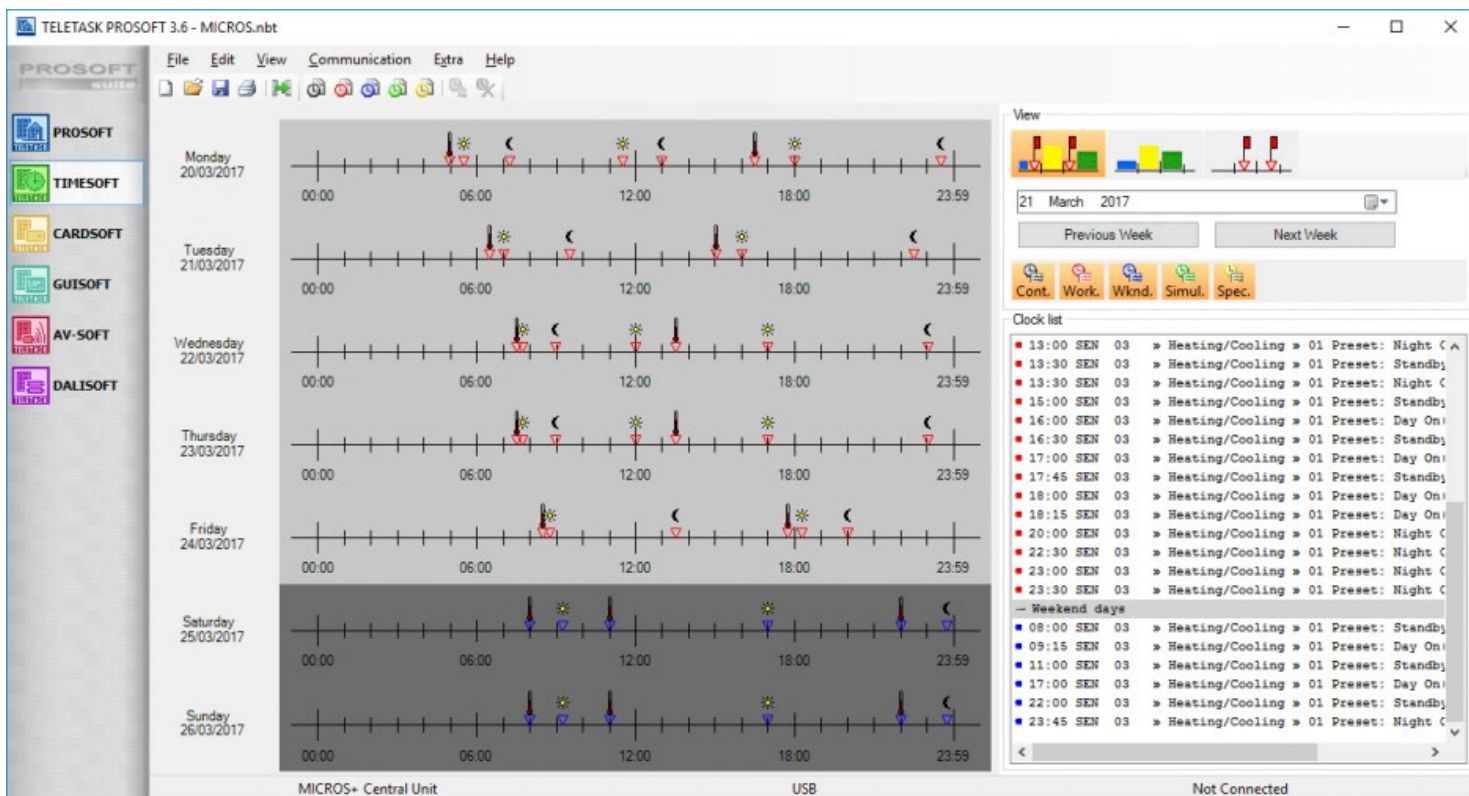 TELETASK PROSOFT 3.6 - MICROS.nbt
PROSOFT
suite
File Edit View Communication Extra Help
PROSOFT
TIMESOFT
CARDSOFT
GUISOFT
AV-SOFT
DALISOFT
Monday
20/03/2017
00:00 06:00 12:00 18:00 23:59
Tuesday
21/03/2017
00:00 06:00 12:00 18:00 23:59
Wednesday
22/03/2017
00:00 06:00 12:00 18:00 23:59
Thursday
23/03/2017
00:00 06:00 12:00 18:00 23:59
Friday
24/03/2017
00:00 06:00 12:00 18:00 23:59
Saturday
25/03/2017
00:00 06:00 12:00 18:00 23:59
Sunday
26/03/2017
00:00 06:00 12:00 18:00 23:59
View
21 March 2017
Previous Week Next Week
Cont. Work. Wknd. Simul. Spec.
Clock list
13:00 SEN 03 » Heating/Cooling » 01 Preset: Night
13:30 SEN 03 » Heating/Cooling » 01 Preset: Standby
13:30 SEN 03 » Heating/Cooling » 01 Preset: Night
15:00 SEN 03 » Heating/Cooling » 01 Preset: Standby
16:00 SEN 03 » Heating/Cooling » 01 Preset: Day
16:30 SEN 03 » Heating/Cooling » 01 Preset: Standby
17:00 SEN 03 » Heating/Cooling » 01 Preset: Day
17:45 SEN 03 » Heating/Cooling » 01 Preset: Standby
18:00 SEN 03 » Heating/Cooling » 01 Preset: Day
18:15 SEN 03 » Heating/Cooling » 01 Preset: Day
20:00 SEN 03 » Heating/Cooling » 01 Preset: Night
22:30 SEN 03 » Heating/Cooling » 01 Preset: Night
23:00 SEN 03 » Heating/Cooling » 01 Preset: Night
23:30 SEN 03 » Heating/Cooling » 01 Preset: Night
— Weekend days
08:00 SEN 03 » Heating/Cooling » 01 Preset: Standby
09:15 SEN 03 » Heating/Cooling » 01 Preset: Day
11:00 SEN 03 » Heating/Cooling » 01 Preset: Standby
17:00 SEN 03 » Heating/Cooling » 01 Preset: Day
22:00 SEN 03 » Heating/Cooling » 01 Preset: Standby
23:45 SEN 03 » Heating/Cooling » 01 Preset: Night
MICROS+ Central Unit USB Not Connected